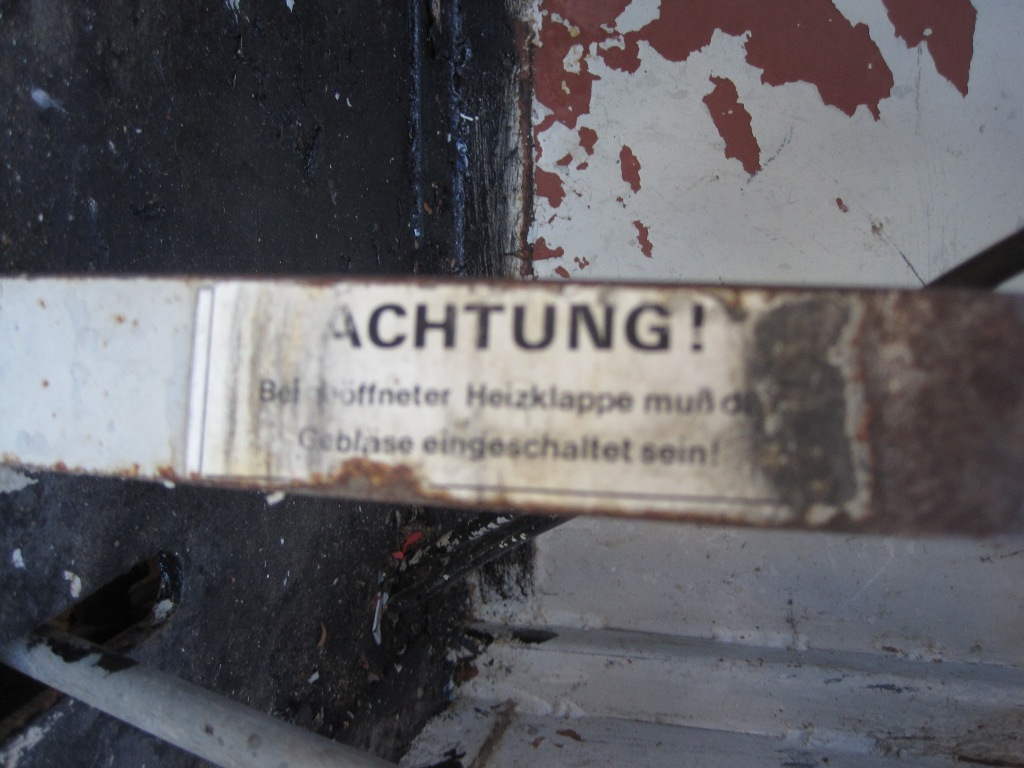 ACHTUNG!
Bei geöffneter Heizklappe muß
Gebläse eingeschaltet sein!